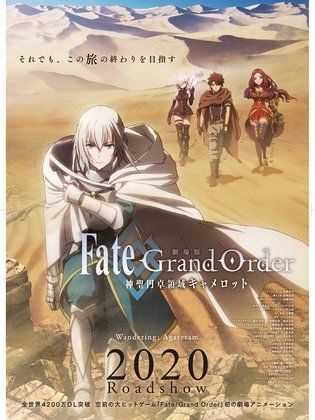 それでも、この旅の終わりを目指す
劇場版
Fate Grand Order
神聖円卓領域キャメロット
Wandering; Agateram
2020
Roadshow
全世界4200万DL突破 空前の大ヒットゲーム「Fate/Grand Order」初の劇場アニメーション